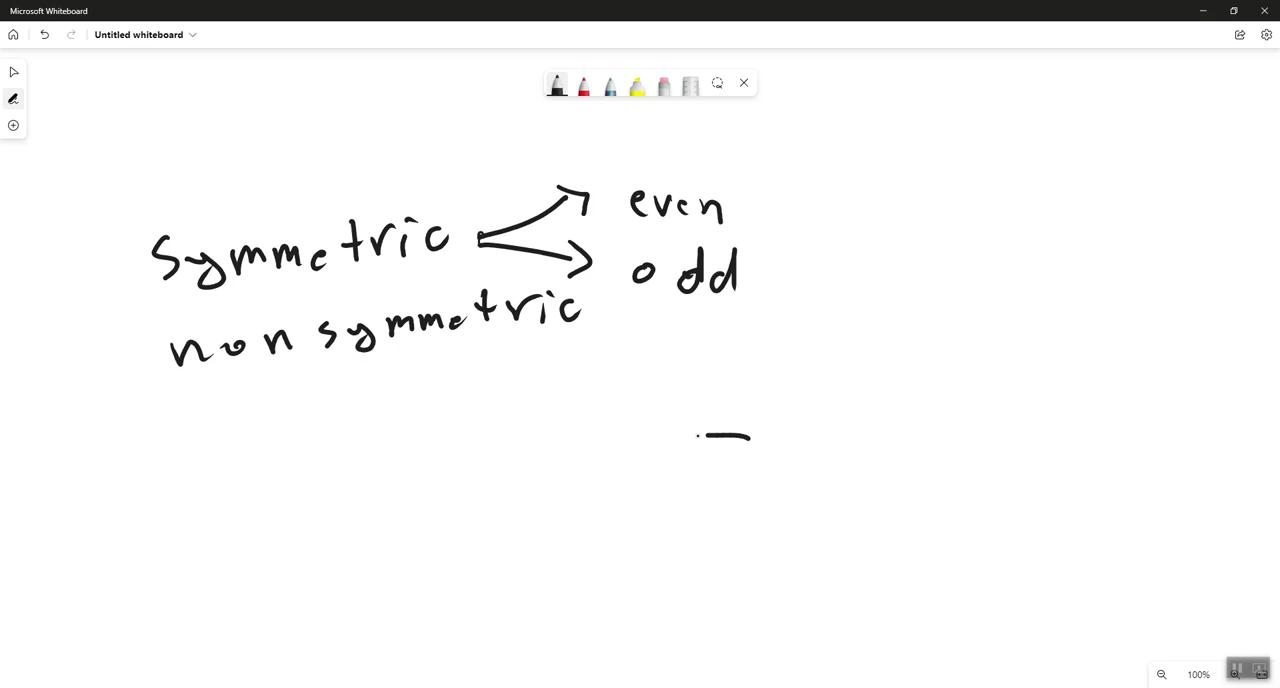 Microsoft Whiteboard
Untitled whiteboard
even
symmetric
odd
non symmetric
100%